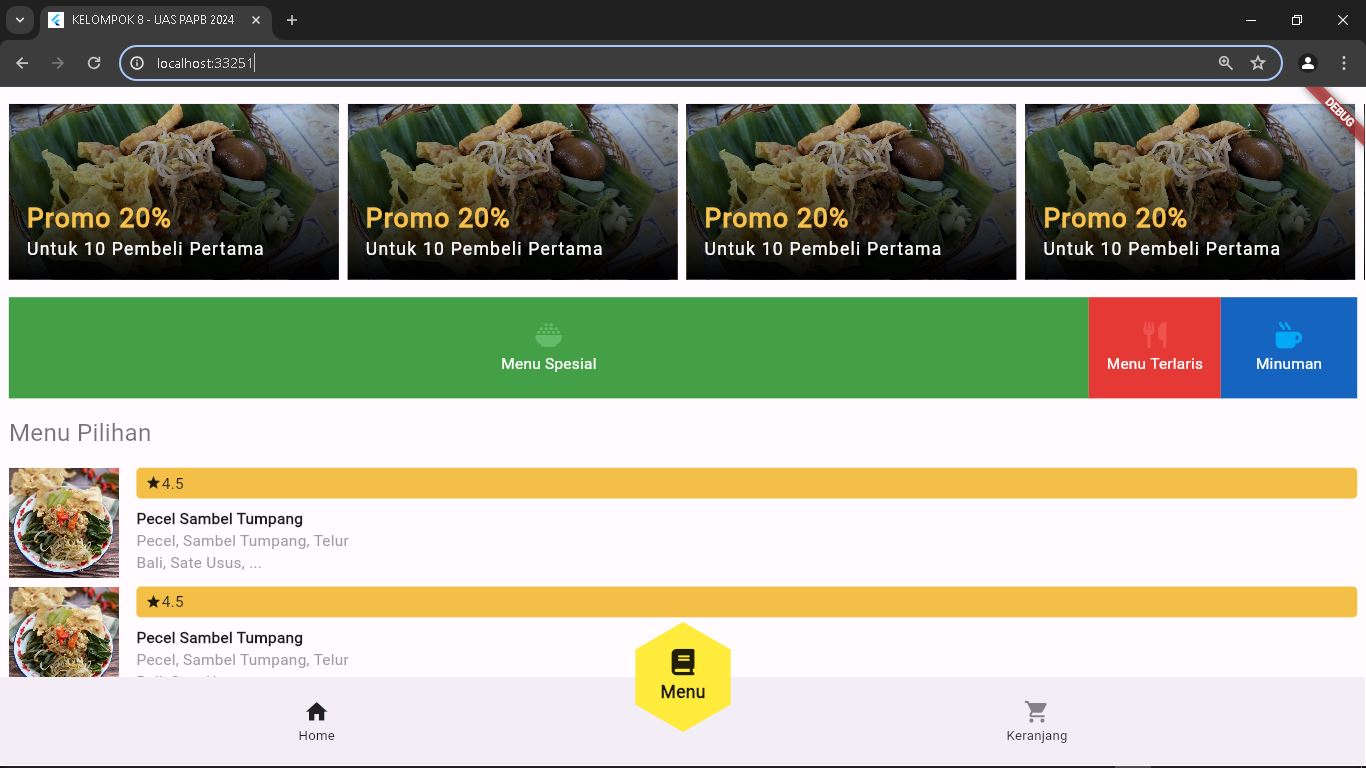 KELOMPOK 8 - UAS PAPB 2024
localhost:33251
DEBUG
Promo 20%
Untuk 10 Pembeli Pertama
Promo 20%
Untuk 10 Pembeli Pertama
Promo 20%
Untuk 10 Pembeli Pertama
Promo 20%
Untuk 10 Pembeli Pertama
Menu Spesial
Menu Terlaris
Minuman
Menu Pilihan
4.5
Pecel Sambel Tumpang
Pecel, Sambel Tumpang, Telur
Bali, Sate Usus, ...
4.5
Pecel Sambel Tumpang
Pecel, Sambel Tumpang, Telur
Home
Menu
Keranjang